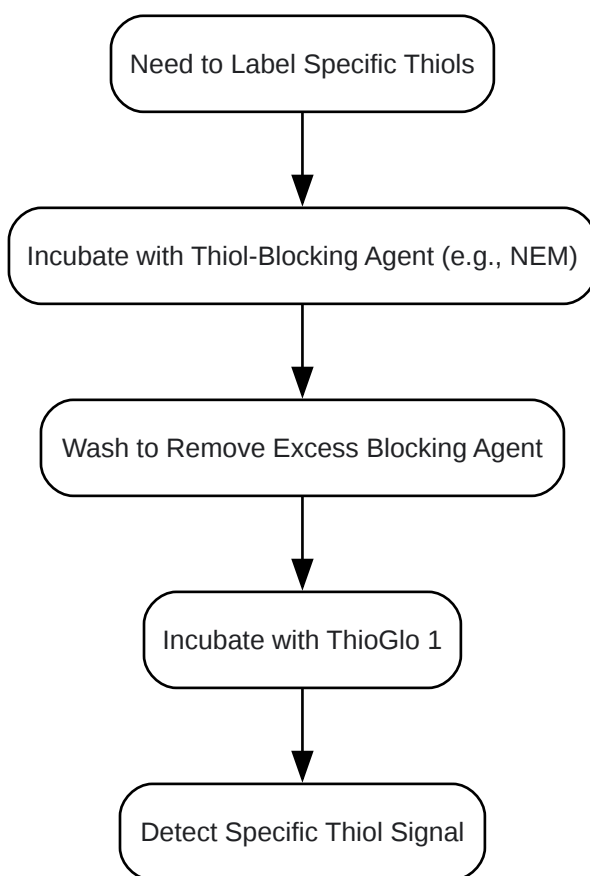 Need to Label Specific Thiols
Incubate with Thiol-Blocking Agent (e.g., NEM)
Wash to Remove Excess Blocking Agent
Incubate with ThioGlo 1
Detect Specific Thiol Signal